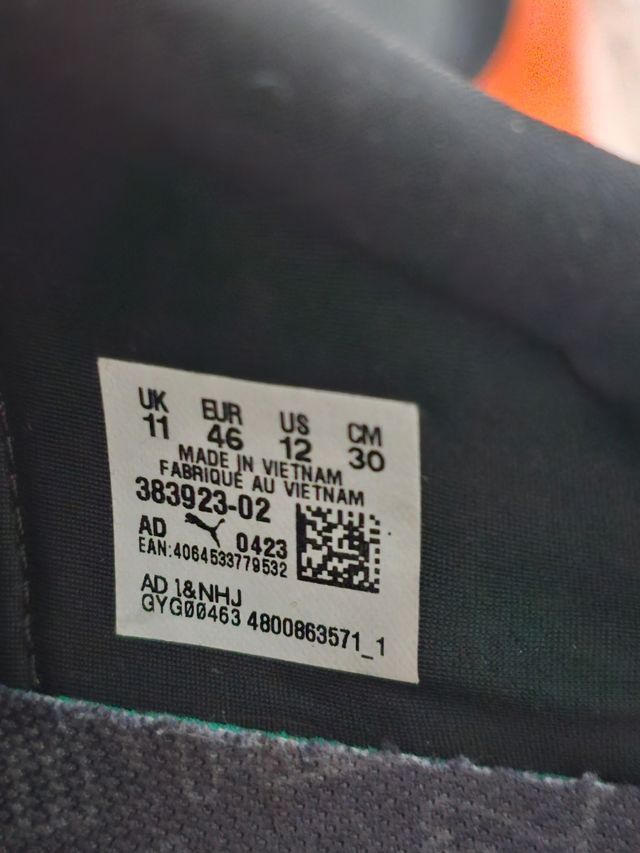 UK EUR US CM
11 46 12 30
MADE IN VIETNAM
FABRIQUÉ AU VIETNAM
383923-02
AD 0423
EAN:4064533779532
AD 1&NHJ
GYG00463 4800863571_1